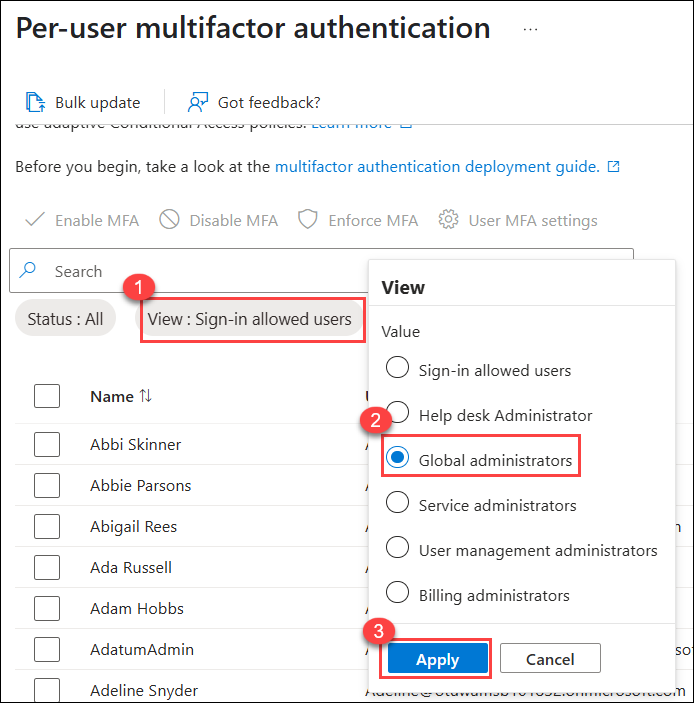 Per-user multifactor authentication ...
Bulk update
Got feedback?
use adaptive Conditional Access policies. Learn more
Before you begin, take a look at the multifactor authentication deployment guide.
Enable MFA
Disable MFA
Enforce MFA
User MFA settings
Search
1
Status : All
View : Sign-in allowed users
View
Value
Sign-in allowed users
Help desk Administrator
2
Global administrators
Service administrators
User management administrators
Billing administrators
3
Apply
Cancel
Name
Abbi Skinner
Abbie Parsons
Abigail Rees
Ada Russell
Adam Hobbs
AdatumAdmin
Adeline Snyder